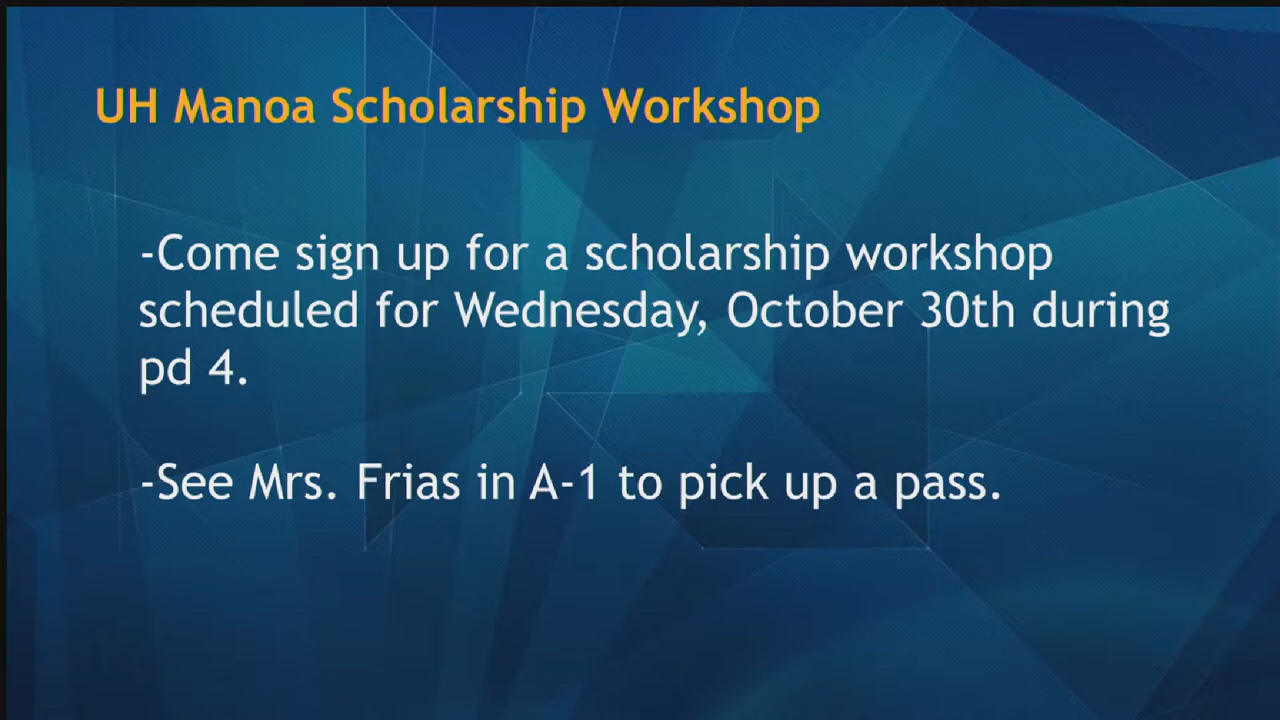 UH Manoa Scholarship Workshop
-Come sign up for a scholarship workshop
scheduled for Wednesday, October 30th during
pd 4.
-See Mrs. Frias in A-1 to pick up a pass.